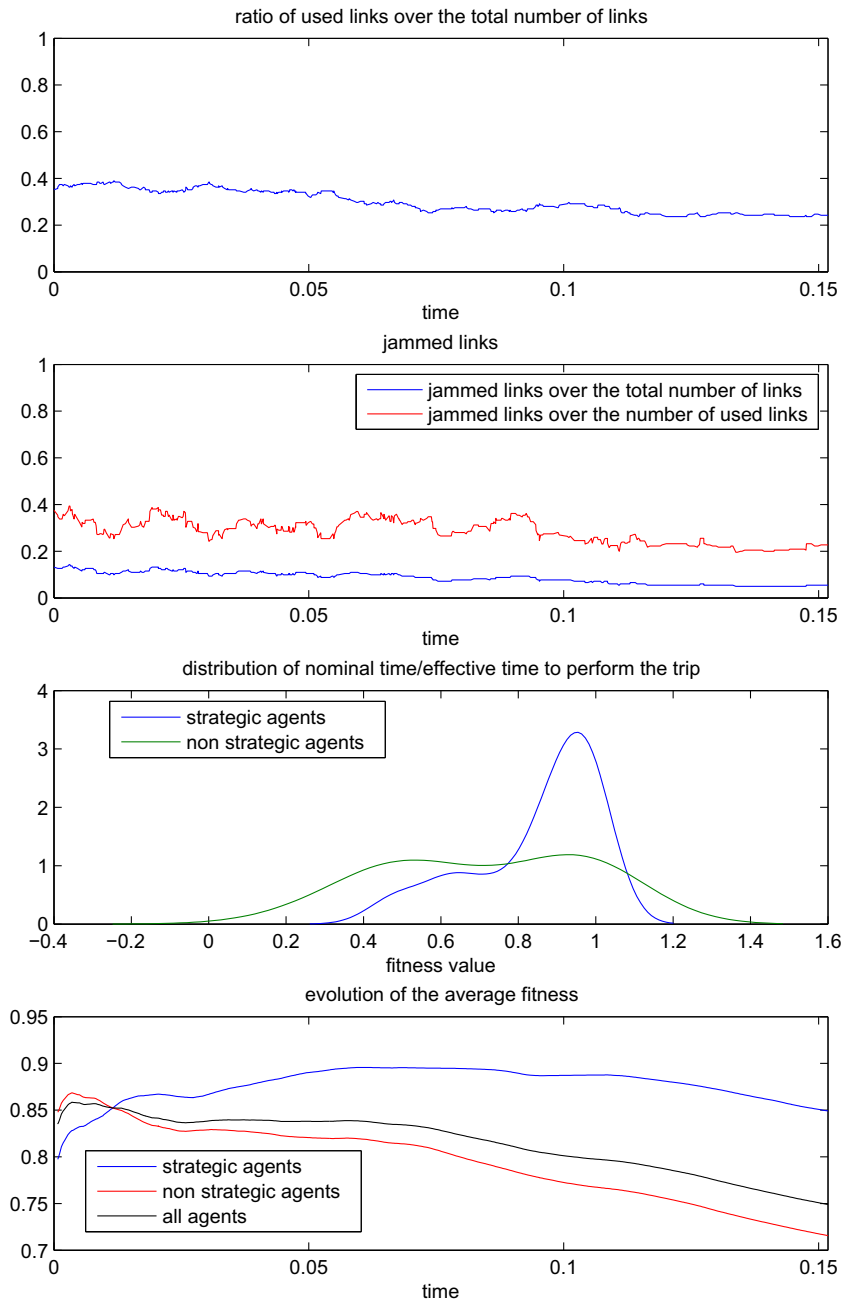 ratio of used links over the total number of links
1
0.8
0.6
0.4
0.2
0
0 0.05 0.1 0.15
time
jammed links
1
0.8
0.6
0.4
0.2
0
jammed links over the total number of links
jammed links over the number of used links
0 0.05 0.1 0.15
time
distribution of nominal time/effective time to perform the trip
4
3
2
1
0
strategic agents
non strategic agents
−0.4 −0.2 0 0.2 0.4 0.6 0.8 1 1.2 1.4 1.6
fitness value
evolution of the average fitness
0.95
0.9
0.85
0.8
0.75
0.7
strategic agents
non strategic agents
all agents
0 0.05 0.1 0.15
time